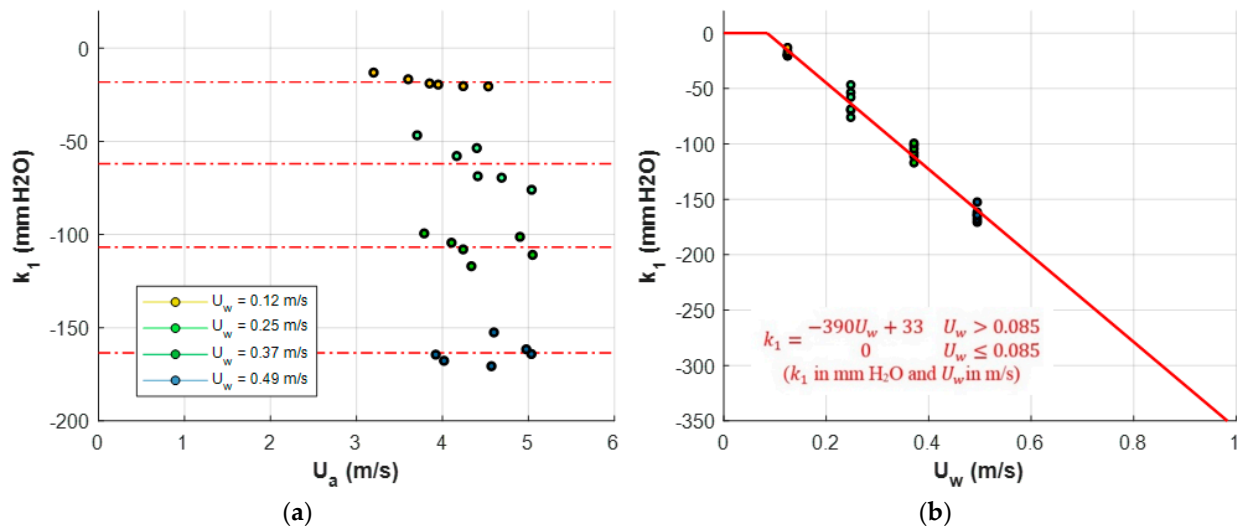 0
-50
-100
-150
-200
k₁ (mmH2O)
U_w = 0.12 m/s
U_w = 0.25 m/s
U_w = 0.37 m/s
U_w = 0.49 m/s
0 1 2 3 4 5 6
U_a (m/s)
(a)
0
-50
-100
-150
-200
-250
-300
-350
k₁ (mmH2O)
k₁ = −390U_w + 33 U_w > 0.085
0 U_w ≤ 0.085
(k₁ in mm H₂O and U_w in m/s)
0 0.2 0.4 0.6 0.8 1
U_w (m/s)
(b)